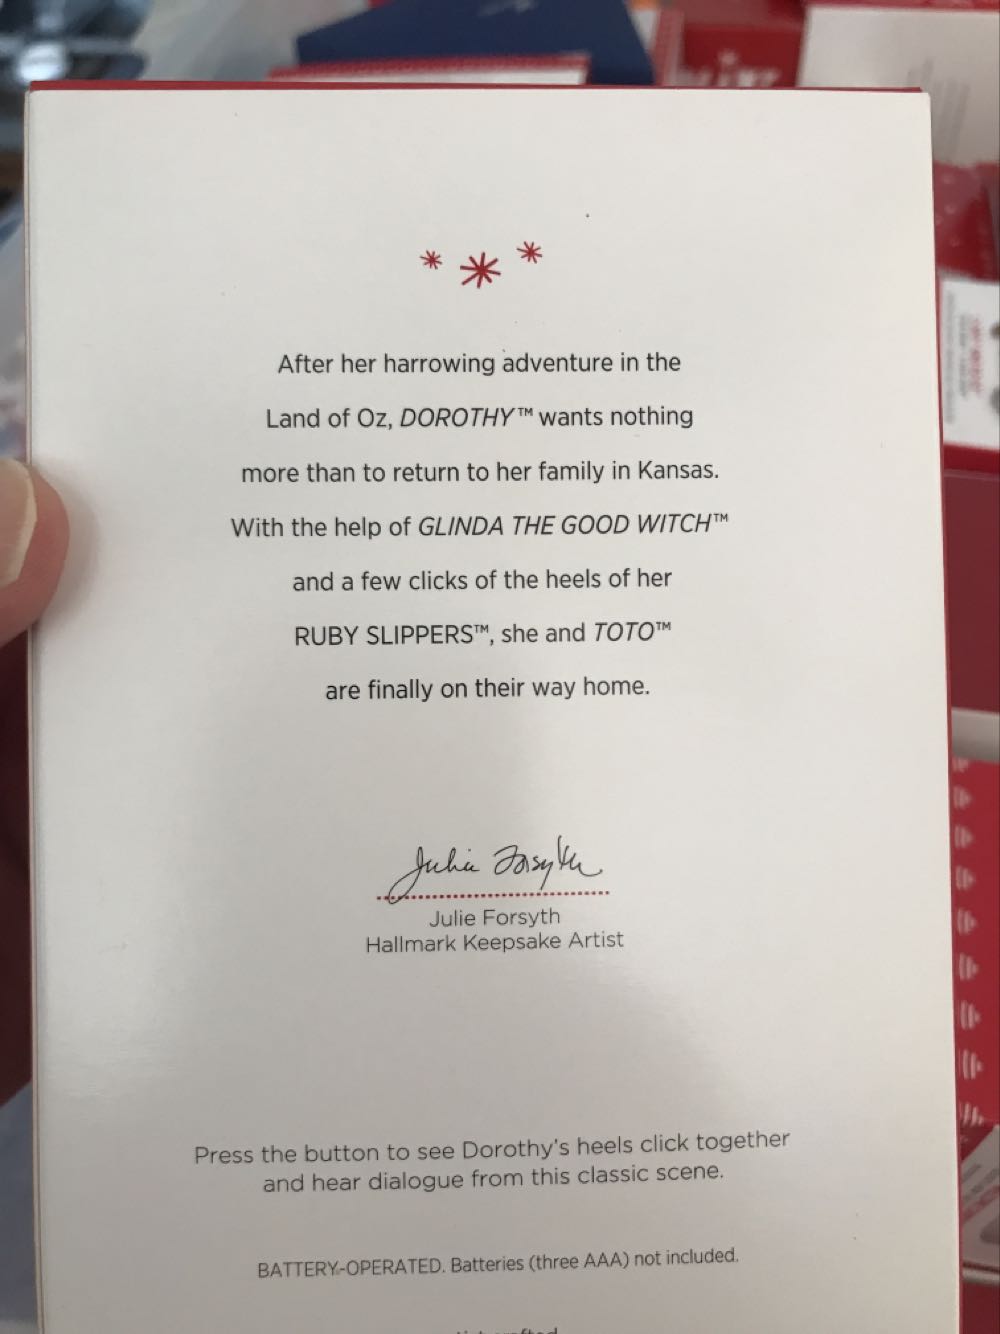 After her harrowing adventure in the
Land of Oz, DOROTHY™ wants nothing
more than to return to her family in Kansas.
With the help of GLINDA THE GOOD WITCH™
and a few clicks of the heels of her
RUBY SLIPPERS™, she and TOTO™
are finally on their way home.
Julie Forsyth
Julie Forsyth
Hallmark Keepsake Artist
Press the button to see Dorothy's heels click together
and hear dialogue from this classic scene.
BATTERY-OPERATED. Batteries (three AAA) not included.